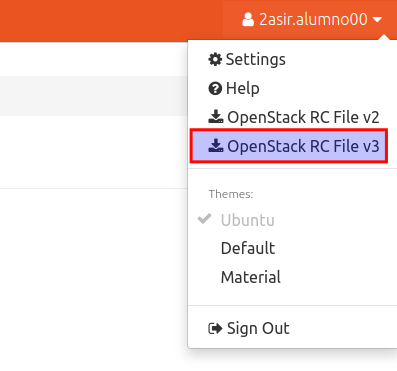 2asir.alumno00
Settings
Help
OpenStack RC File v2
OpenStack RC File v3
Themes:
Ubuntu
Default
Material
Sign Out